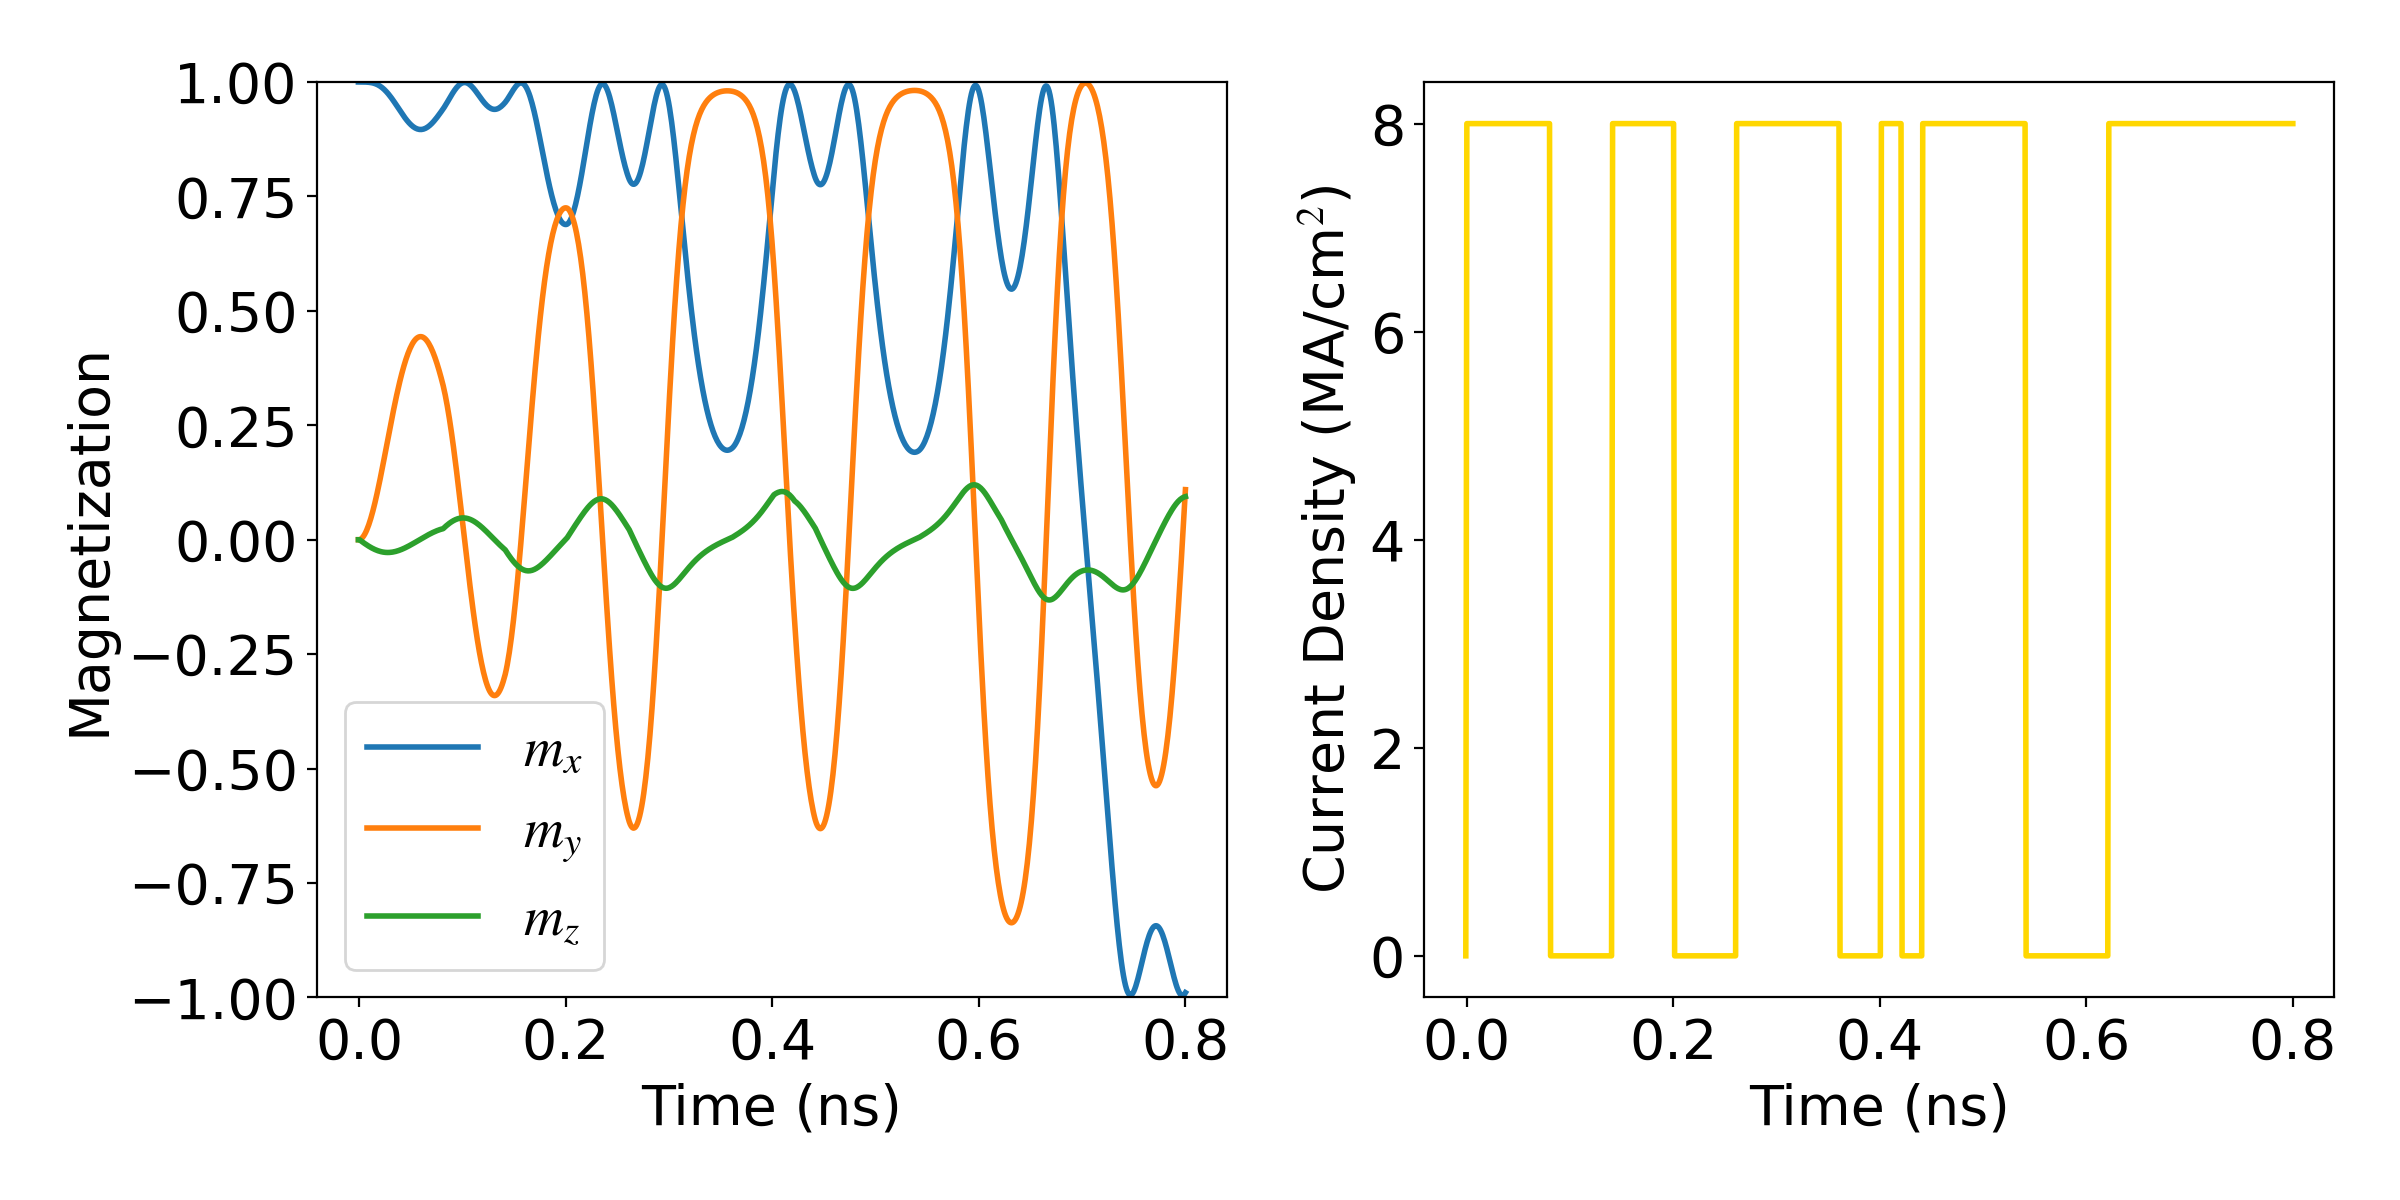 1.00
0.75
0.50
0.25
0.00
−0.25
−0.50
−0.75
−1.00
Magnetization
m_x
m_y
m_z
0.0 0.2 0.4 0.6 0.8
Time (ns)
8
6
4
2
0
Current Density (MA/cm²)
0.0 0.2 0.4 0.6 0.8
Time (ns)